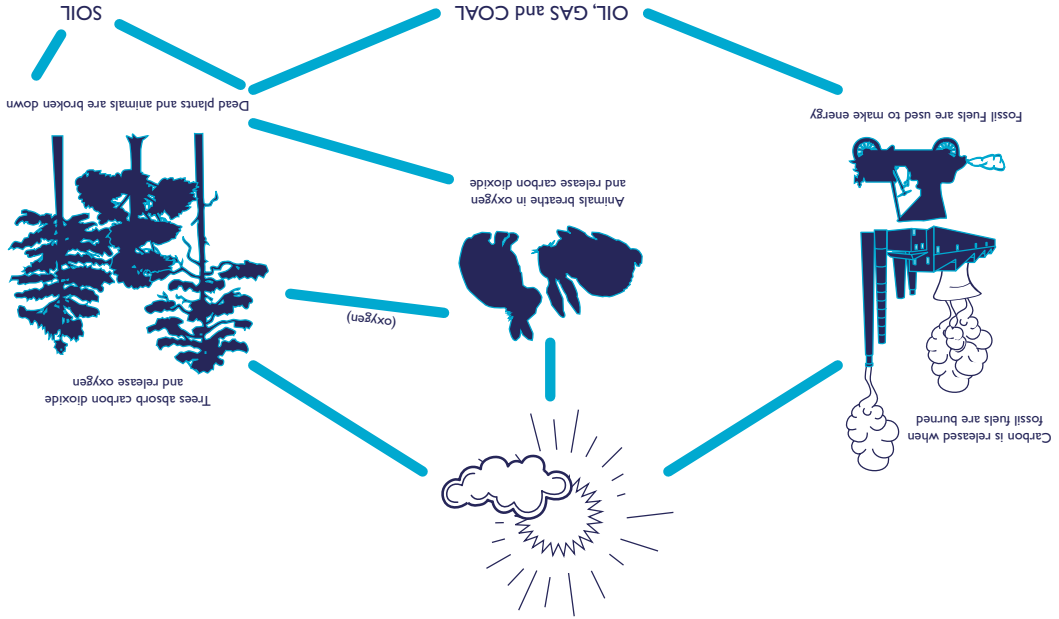 Carbon is released when
fossil fuels are burned
Trees absorb carbon dioxide
and release oxygen
(oxygen)
Animals breathe in oxygen
and release carbon dioxide
Fossil Fuels are used to make energy
Dead plants and animals are broken down
OIL, GAS and COAL
SOIL